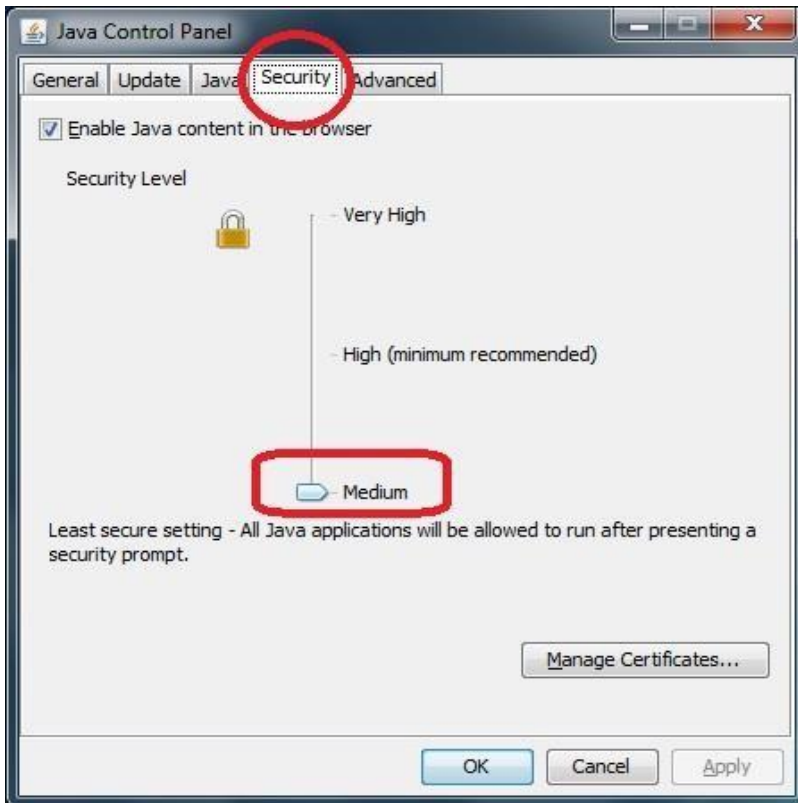 Java Control Panel
General Update Java Security Advanced
Enable Java content in the browser
Security Level
Very High
High (minimum recommended)
Medium
Least secure setting - All Java applications will be allowed to run after presenting a
security prompt.
Manage Certificates...
OK Cancel Apply